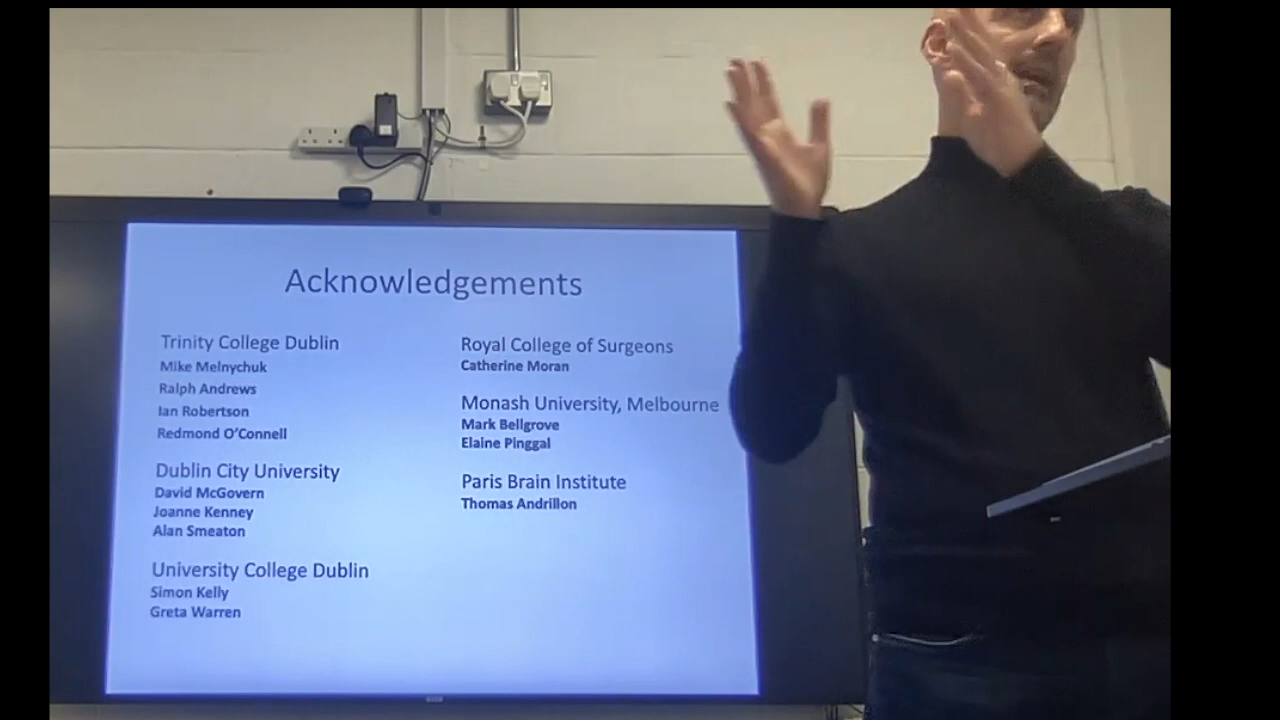 Acknowledgements
Trinity College Dublin
Mike Melnychuk
Ralph Andrews
Ian Robertson
Redmond O'Connell
Dublin City University
David McGovern
Joanne Kenney
Alan Smeaton
University College Dublin
Simon Kelly
Greta Warren
Royal College of Surgeons
Catherine Moran
Monash University, Melbourne
Mark Bellgrove
Elaine Pinggal
Paris Brain Institute
Thomas Andrillon